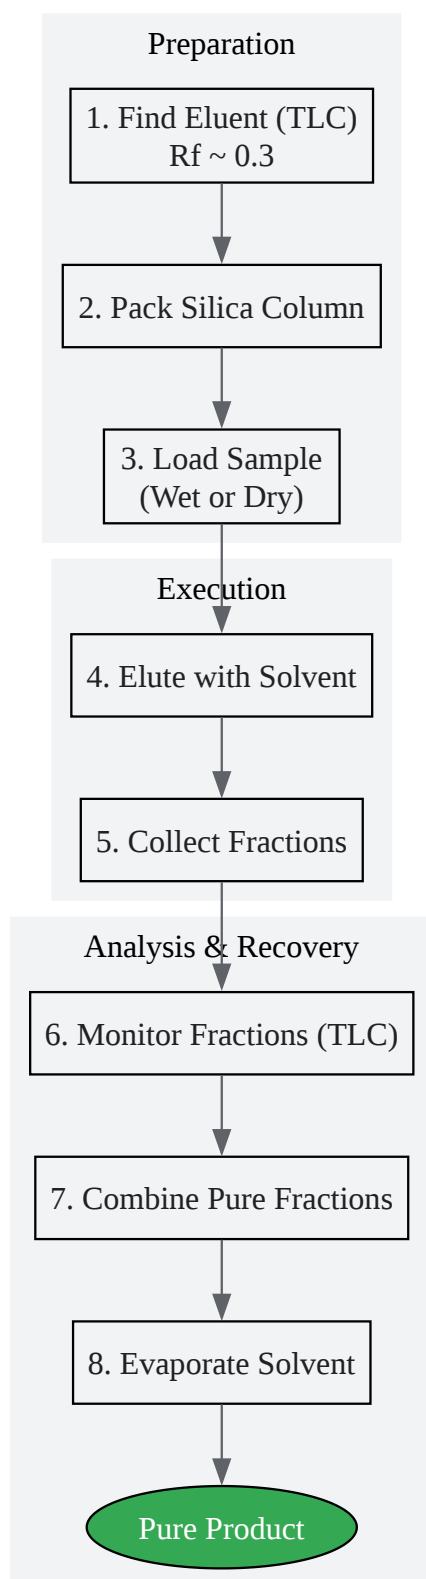 Preparation
1. Find Eluent (TLC)
Rf ~ 0.3
2. Pack Silica Column
3. Load Sample
(Wet or Dry)
Execution
4. Elute with Solvent
5. Collect Fractions
Analysis & Recovery
6. Monitor Fractions (TLC)
7. Combine Pure Fractions
8. Evaporate Solvent
Pure Product